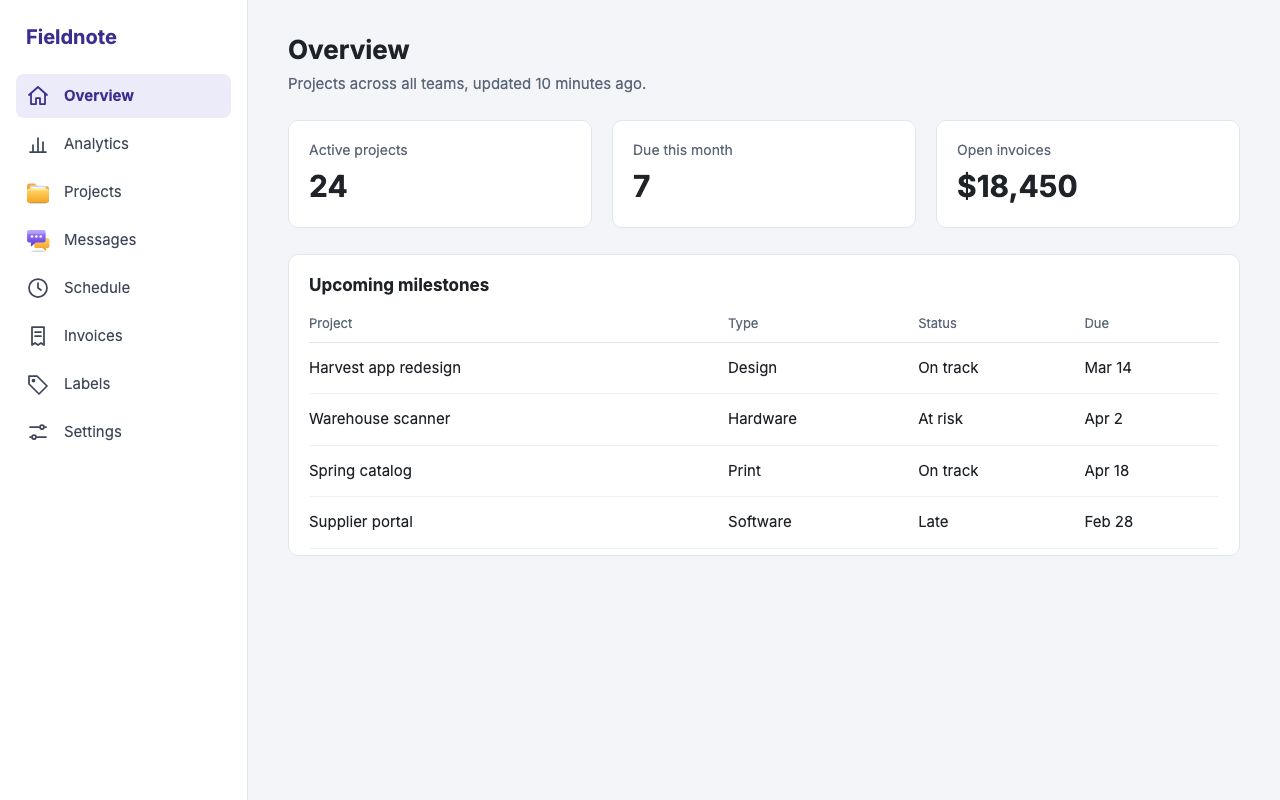 Fieldnote
Overview
Analytics
Projects
Messages
Schedule
Invoices
Labels
Settings
Overview
Projects across all teams, updated 10 minutes ago.
Active projects
24
Due this month
7
Open invoices
$18,450
Upcoming milestones
Project Type Status Due
Harvest app redesign Design On track Mar 14
Warehouse scanner Hardware At risk Apr 2
Spring catalog Print On track Apr 18
Supplier portal Software Late Feb 28